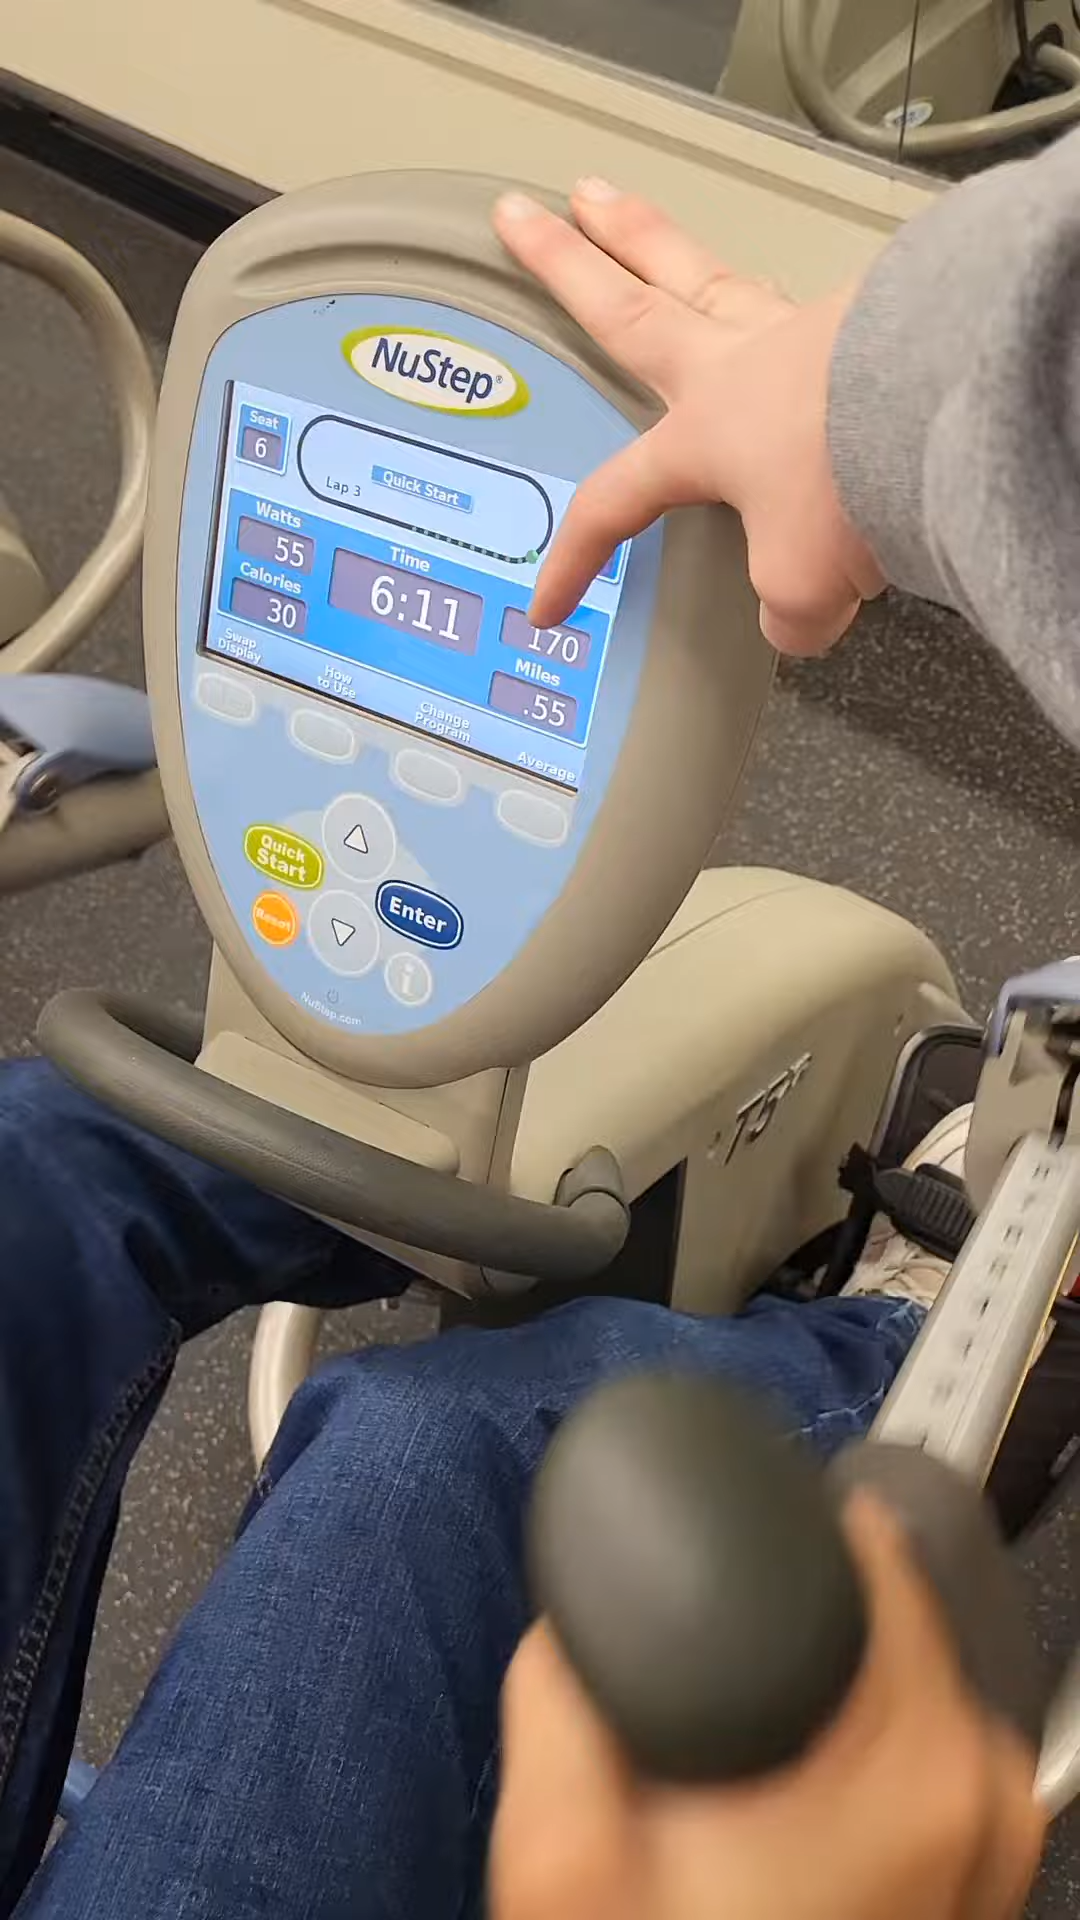 NuStep®
Seat
6
Quick Start
Lap 3
Watts
55
Time
6:11
170
Calories
30
Miles
.55
Swap
Display
How
to Use
Change
Program
Average
Quick
Start
Enter
Reset
i
NuStep.com
T5XR